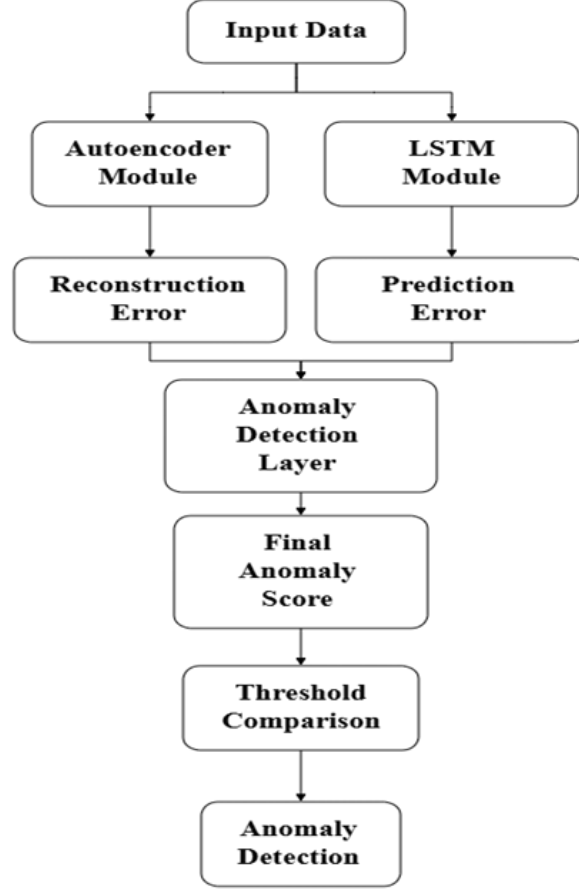 Input Data
Autoencoder
Module
LSTM
Module
Reconstruction
Error
Prediction
Error
Anomaly
Detection
Layer
Final
Anomaly
Score
Threshold
Comparison
Anomaly
Detection